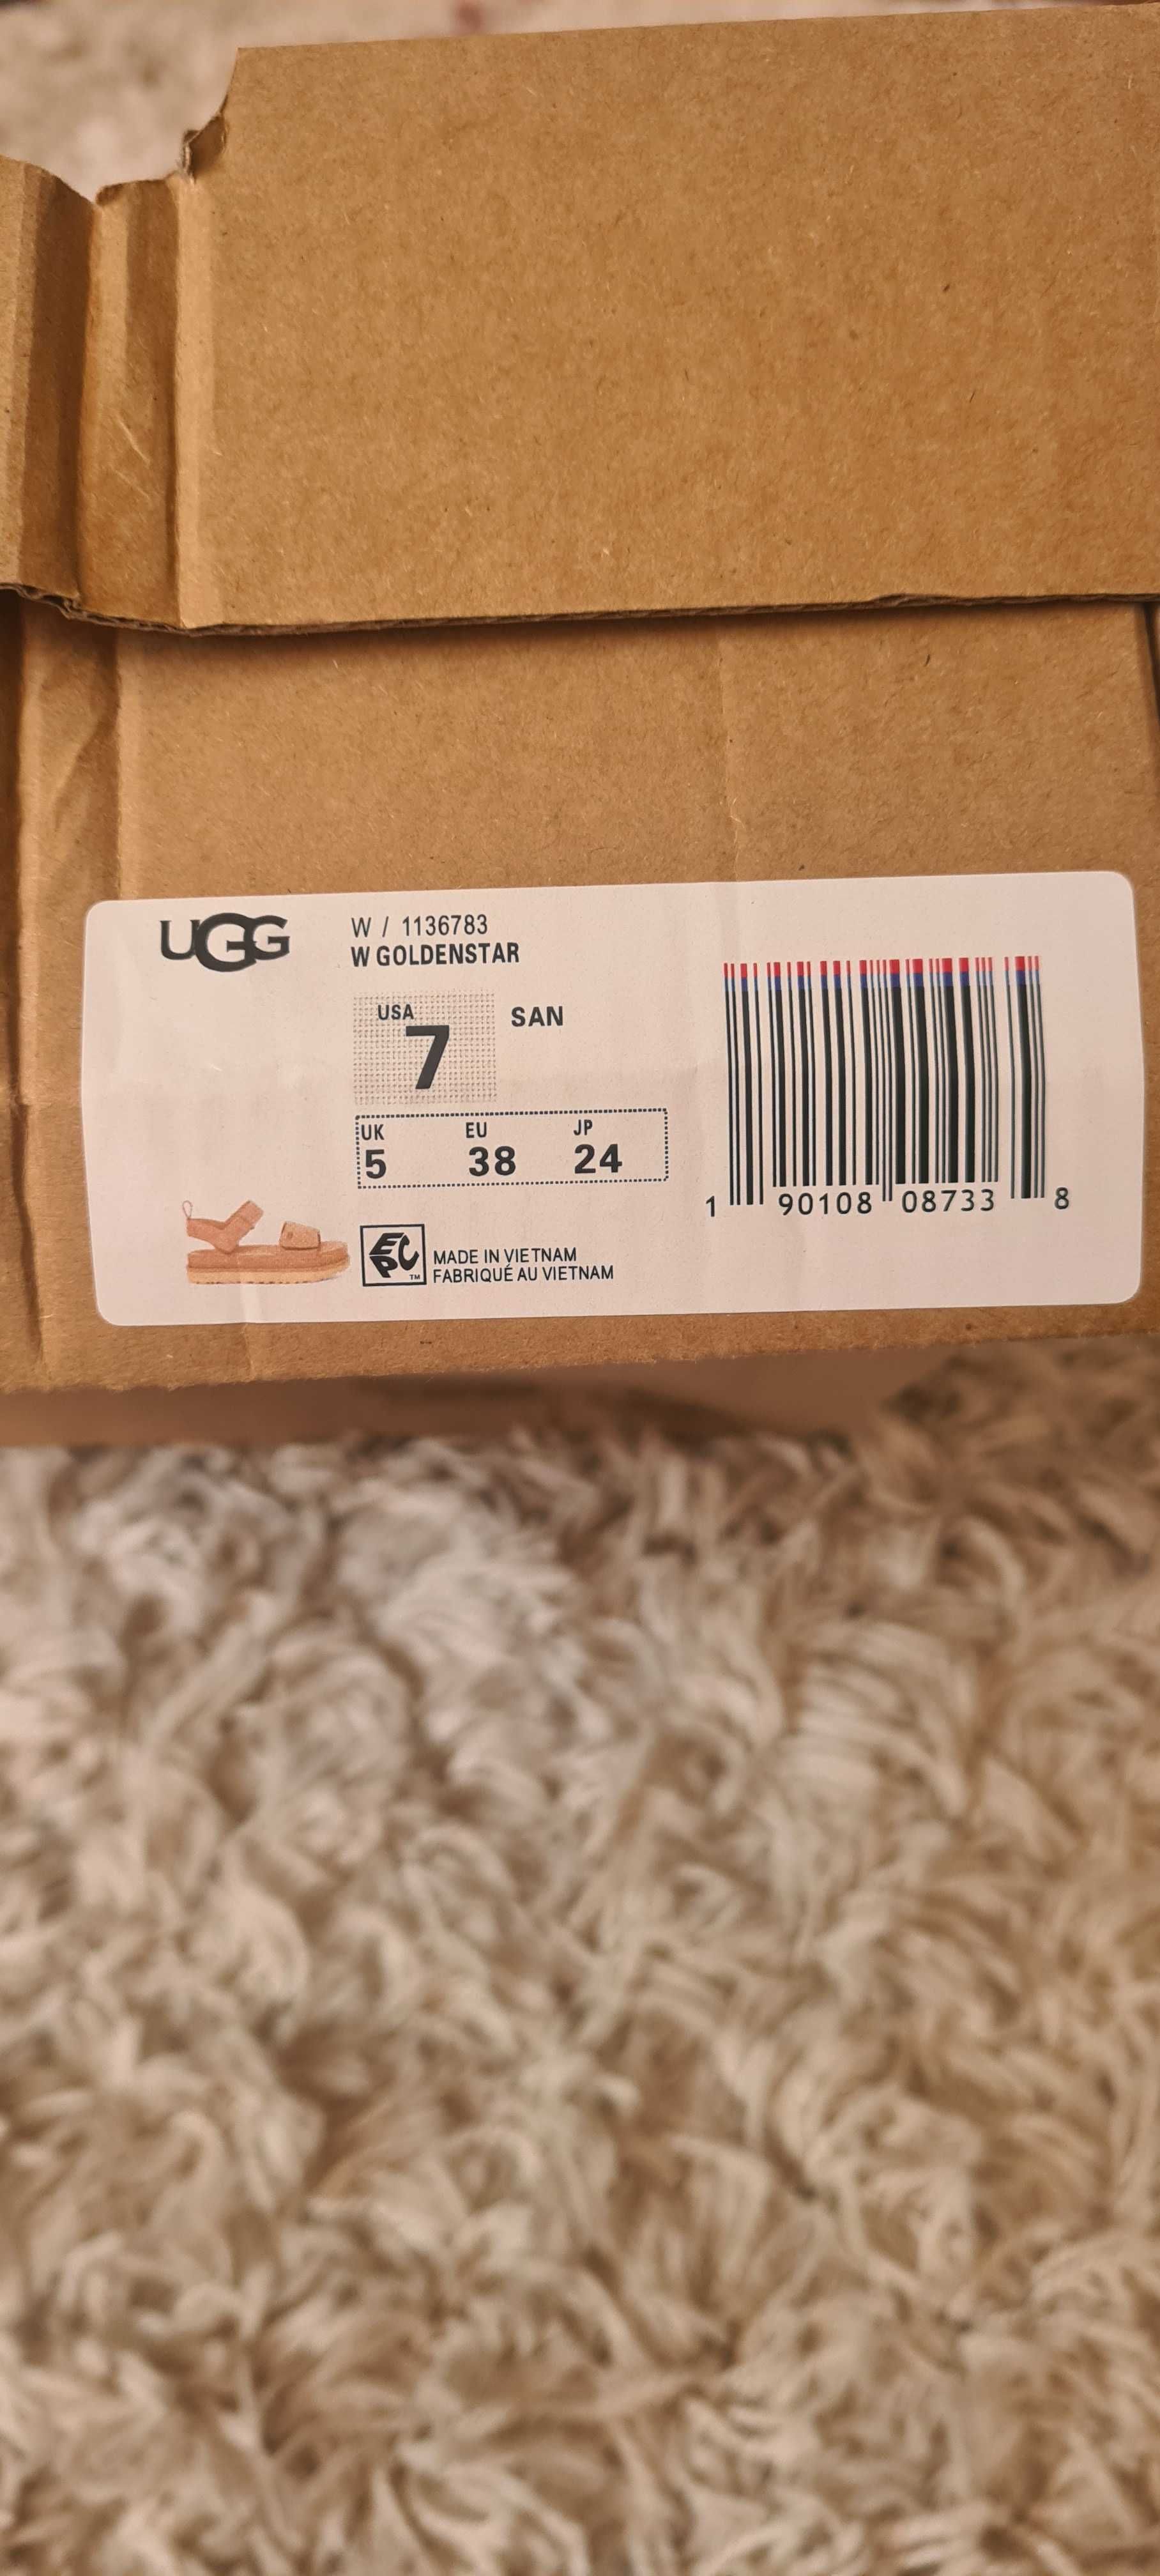 UGG
W / 1136783
W GOLDENSTAR
USA
7
SAN
UK EU JP
5 38 24
1 90108 08733 8
EPC
TM
MADE IN VIETNAM
FABRIQUÉ AU VIETNAM